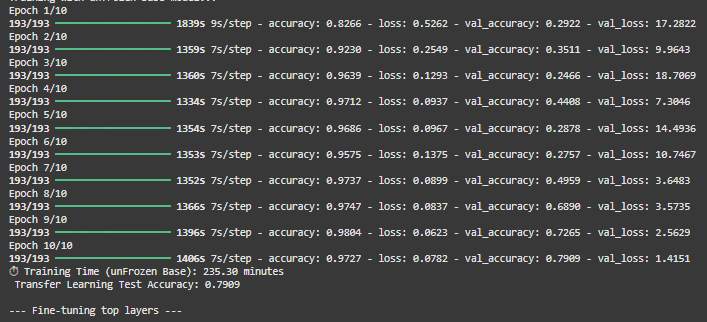 Epoch 1/10
193/193 ━━━━━━━━━━━━━━━━━━━━ 1839s 9s/step - accuracy: 0.8266 - loss: 0.5262 - val_accuracy: 0.2922 - val_loss: 17.2822
Epoch 2/10
193/193 ━━━━━━━━━━━━━━━━━━━━ 1359s 7s/step - accuracy: 0.9230 - loss: 0.2549 - val_accuracy: 0.3511 - val_loss: 9.9643
Epoch 3/10
193/193 ━━━━━━━━━━━━━━━━━━━━ 1360s 7s/step - accuracy: 0.9639 - loss: 0.1293 - val_accuracy: 0.2466 - val_loss: 18.7069
Epoch 4/10
193/193 ━━━━━━━━━━━━━━━━━━━━ 1334s 7s/step - accuracy: 0.9712 - loss: 0.0937 - val_accuracy: 0.4408 - val_loss: 7.3046
Epoch 5/10
193/193 ━━━━━━━━━━━━━━━━━━━━ 1354s 7s/step - accuracy: 0.9686 - loss: 0.0967 - val_accuracy: 0.2878 - val_loss: 14.4936
Epoch 6/10
193/193 ━━━━━━━━━━━━━━━━━━━━ 1353s 7s/step - accuracy: 0.9575 - loss: 0.1375 - val_accuracy: 0.2757 - val_loss: 10.7467
Epoch 7/10
193/193 ━━━━━━━━━━━━━━━━━━━━ 1352s 7s/step - accuracy: 0.9737 - loss: 0.0899 - val_accuracy: 0.4959 - val_loss: 3.6483
Epoch 8/10
193/193 ━━━━━━━━━━━━━━━━━━━━ 1366s 7s/step - accuracy: 0.9747 - loss: 0.0837 - val_accuracy: 0.6890 - val_loss: 3.5735
Epoch 9/10
193/193 ━━━━━━━━━━━━━━━━━━━━ 1396s 7s/step - accuracy: 0.9804 - loss: 0.0623 - val_accuracy: 0.7265 - val_loss: 2.5629
Epoch 10/10
193/193 ━━━━━━━━━━━━━━━━━━━━ 1406s 7s/step - accuracy: 0.9727 - loss: 0.0782 - val_accuracy: 0.7909 - val_loss: 1.4151
⏱ Training Time (unFrozen Base): 235.30 minutes
Transfer Learning Test Accuracy: 0.7909
--- Fine-tuning top layers ---